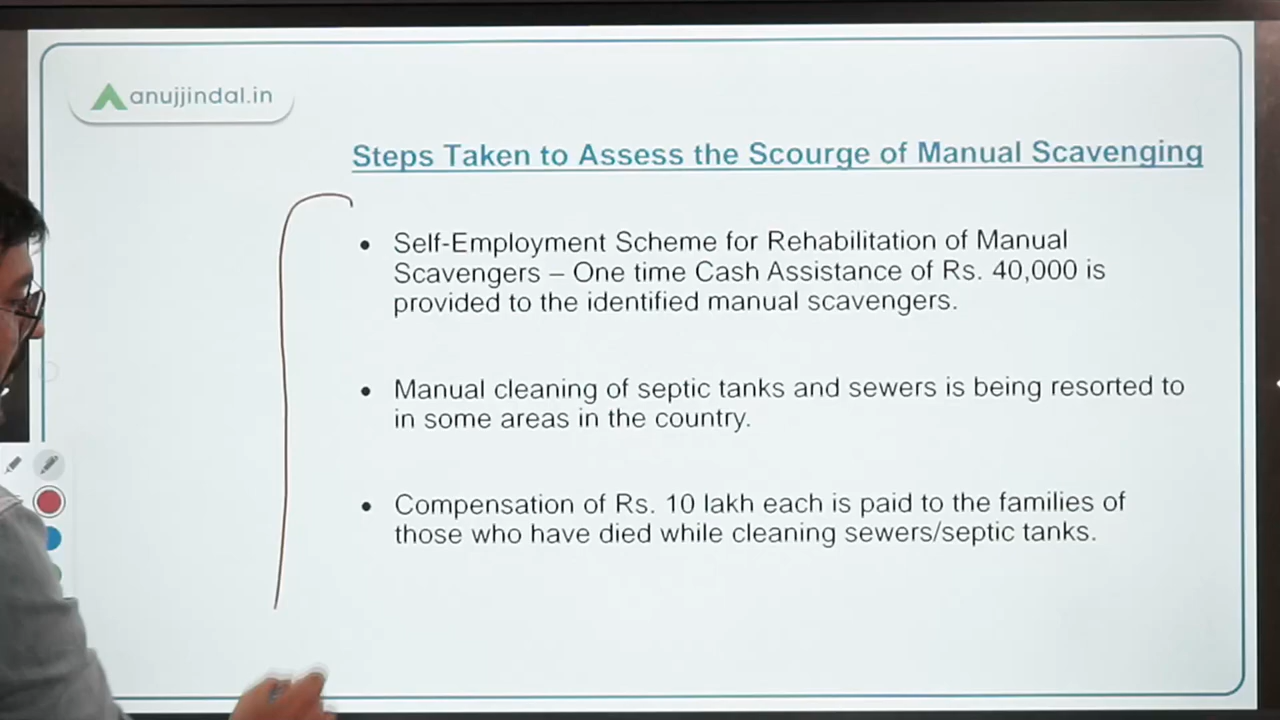 anujjindal.in
Steps Taken to Assess the Scourge of Manual Scavenging
• Self-Employment Scheme for Rehabilitation of Manual
Scavengers – One time Cash Assistance of Rs. 40,000 is
provided to the identified manual scavengers.
• Manual cleaning of septic tanks and sewers is being resorted to
in some areas in the country.
• Compensation of Rs. 10 lakh each is paid to the families of
those who have died while cleaning sewers/septic tanks.